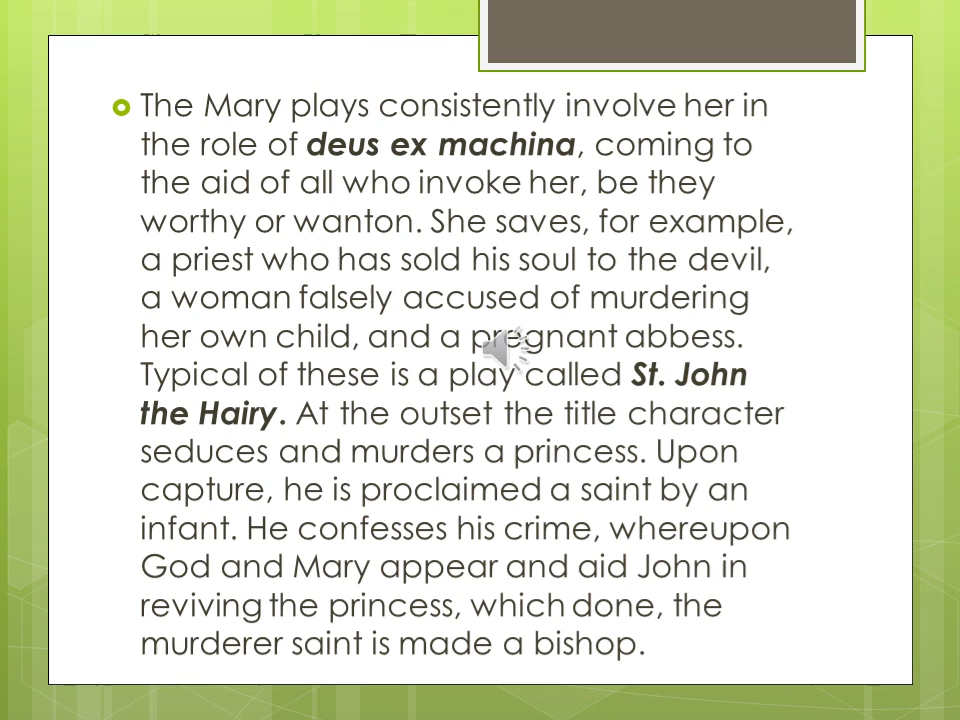 The Mary plays consistently involve her in
the role of deus ex machina, coming to
the aid of all who invoke her, be they
worthy or wanton. She saves, for example,
a priest who has sold his soul to the devil,
a woman falsely accused of murdering
her own child, and a pregnant abbess.
Typical of these is a play called St. John
the Hairy. At the outset the title character
seduces and murders a princess. Upon
capture, he is proclaimed a saint by an
infant. He confesses his crime, whereupon
God and Mary appear and aid John in
reviving the princess, which done, the
murderer saint is made a bishop.